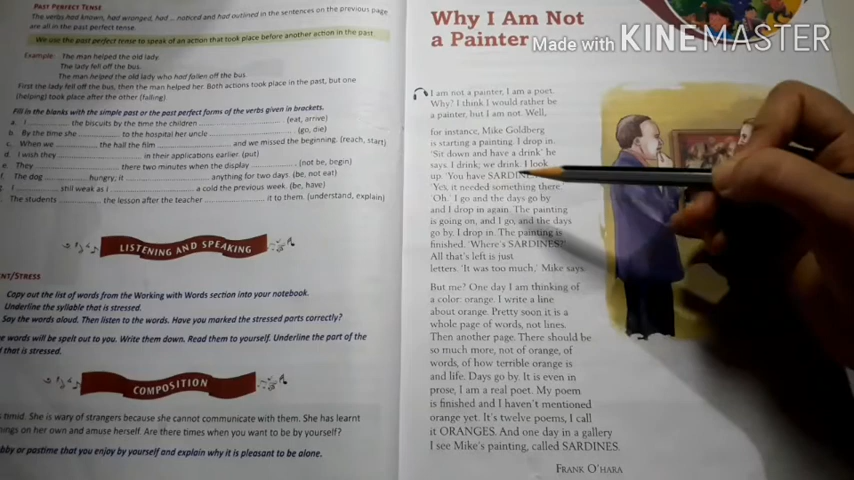 PAST PERFECT TENSE
The verbs had known, had wronged, had ... noticed and had outlined in the sentences on the previous page
are all in the past perfect tense.
We use the past perfect tense to speak of an action that took place before another action in the past.
Example: The man helped the old lady.
The lady fell off the bus.
The man helped the old lady who had fallen off the bus.
First the lady fell off the bus, then the man helped her. Both actions took place in the past, but one
(helping) took place after the other (falling).
Fill in the blanks with the simple past or the past perfect forms of the verbs given in brackets.
a. I the biscuits by the time the children (eat, arrive)
b. By the time she to the hospital her uncle (go, die)
c. When we the hall the film and we missed the beginning. (reach, start)
d. I wish they in their applications earlier. (put)
e. They there two minutes when the display (not be, begin)
f. The dog hungry; it anything for two days. (be, not eat)
I still weak as I a cold the previous week. (be, have)
The students the lesson after the teacher it to them. (understand, explain)
LISTENING AND SPEAKING
ENT/STRESS
Copy out the list of words from the Working with Words section into your notebook.
Underline the syllable that is stressed.
Say the words aloud. Then listen to the words. Have you marked the stressed parts correctly?
e words will be spelt out to you. Write them down. Read them to yourself. Underline the part of the
d that is stressed.
COMPOSITION
s timid. She is wary of strangers because she cannot communicate with them. She has learnt
ings on her own and amuse herself. Are there times when you want to be by yourself?
bby or pastime that you enjoy by yourself and explain why it is pleasant to be alone.
Why I Am Not
a Painter
Made with KINEMASTER
I am not a painter, I am a poet.
Why? I think I would rather be
a painter, but I am not. Well,
for instance, Mike Goldberg
is starting a painting. I drop in.
'Sit down and have a drink' he
says. I drink; we drink. I look
up. 'You have SARDINE
'Yes, it needed something there.'
'Oh.' I go and the days go by
and I drop in again. The painting
is going on, and I go, and the days
go by. I drop in. The painting is
finished. 'Where's SARDINES?'
All that's left is just
letters. 'It was too much,' Mike says.
But me? One day I am thinking of
a color: orange. I write a line
about orange. Pretty soon it is a
whole page of words, not lines.
Then another page. There should be
so much more, not of orange, of
words, of how terrible orange is
and life. Days go by. It is even in
prose, I am a real poet. My poem
is finished and I haven't mentioned
orange yet. It's twelve poems, I call
it ORANGES. And one day in a gallery
I see Mike's painting, called SARDINES.
FRANK O'HARA